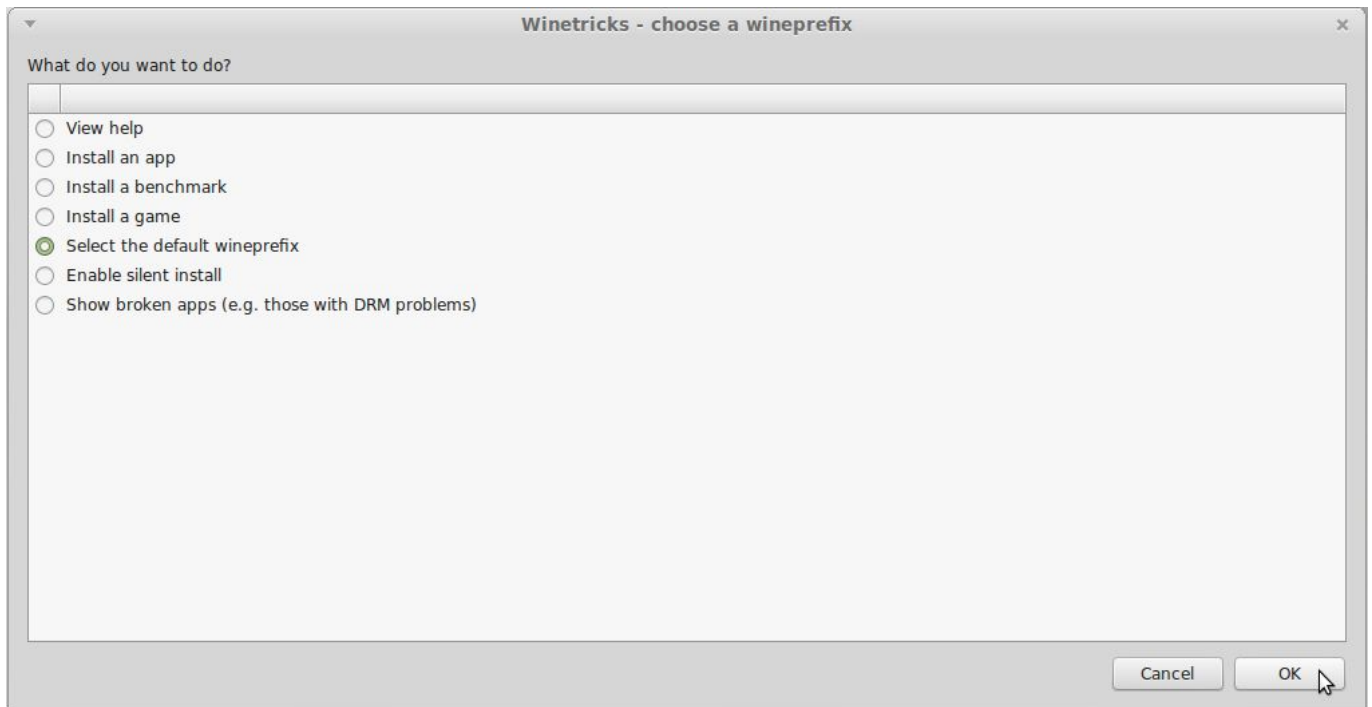 Winetricks - choose a wineprefix
What do you want to do?
View help
Install an app
Install a benchmark
Install a game
Select the default wineprefix
Enable silent install
Show broken apps (e.g. those with DRM problems)
Cancel OK